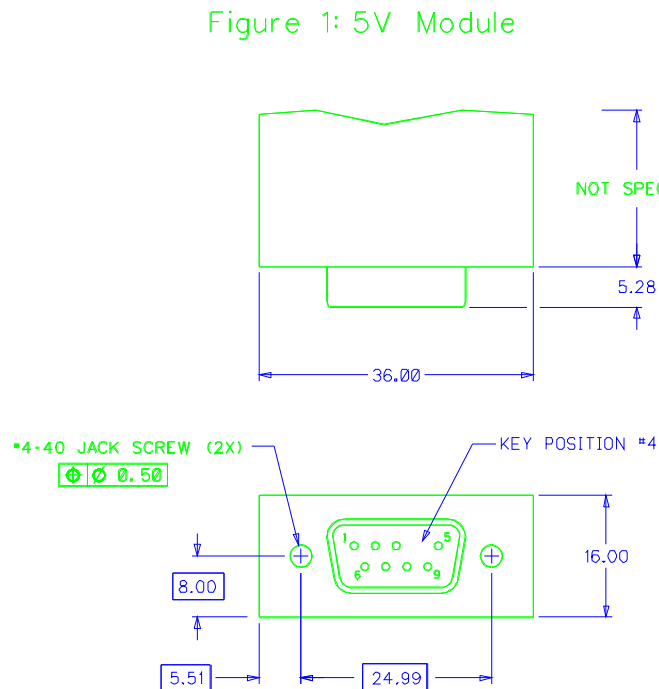 Figure 1: 5V Module
NOT
5.28
36.00
#4-40 JACK SCREW (2X)
⌖ Ø 0.50
KEY POSITION #4
1
5
6
9
16.00
8.00
5.51
24.99